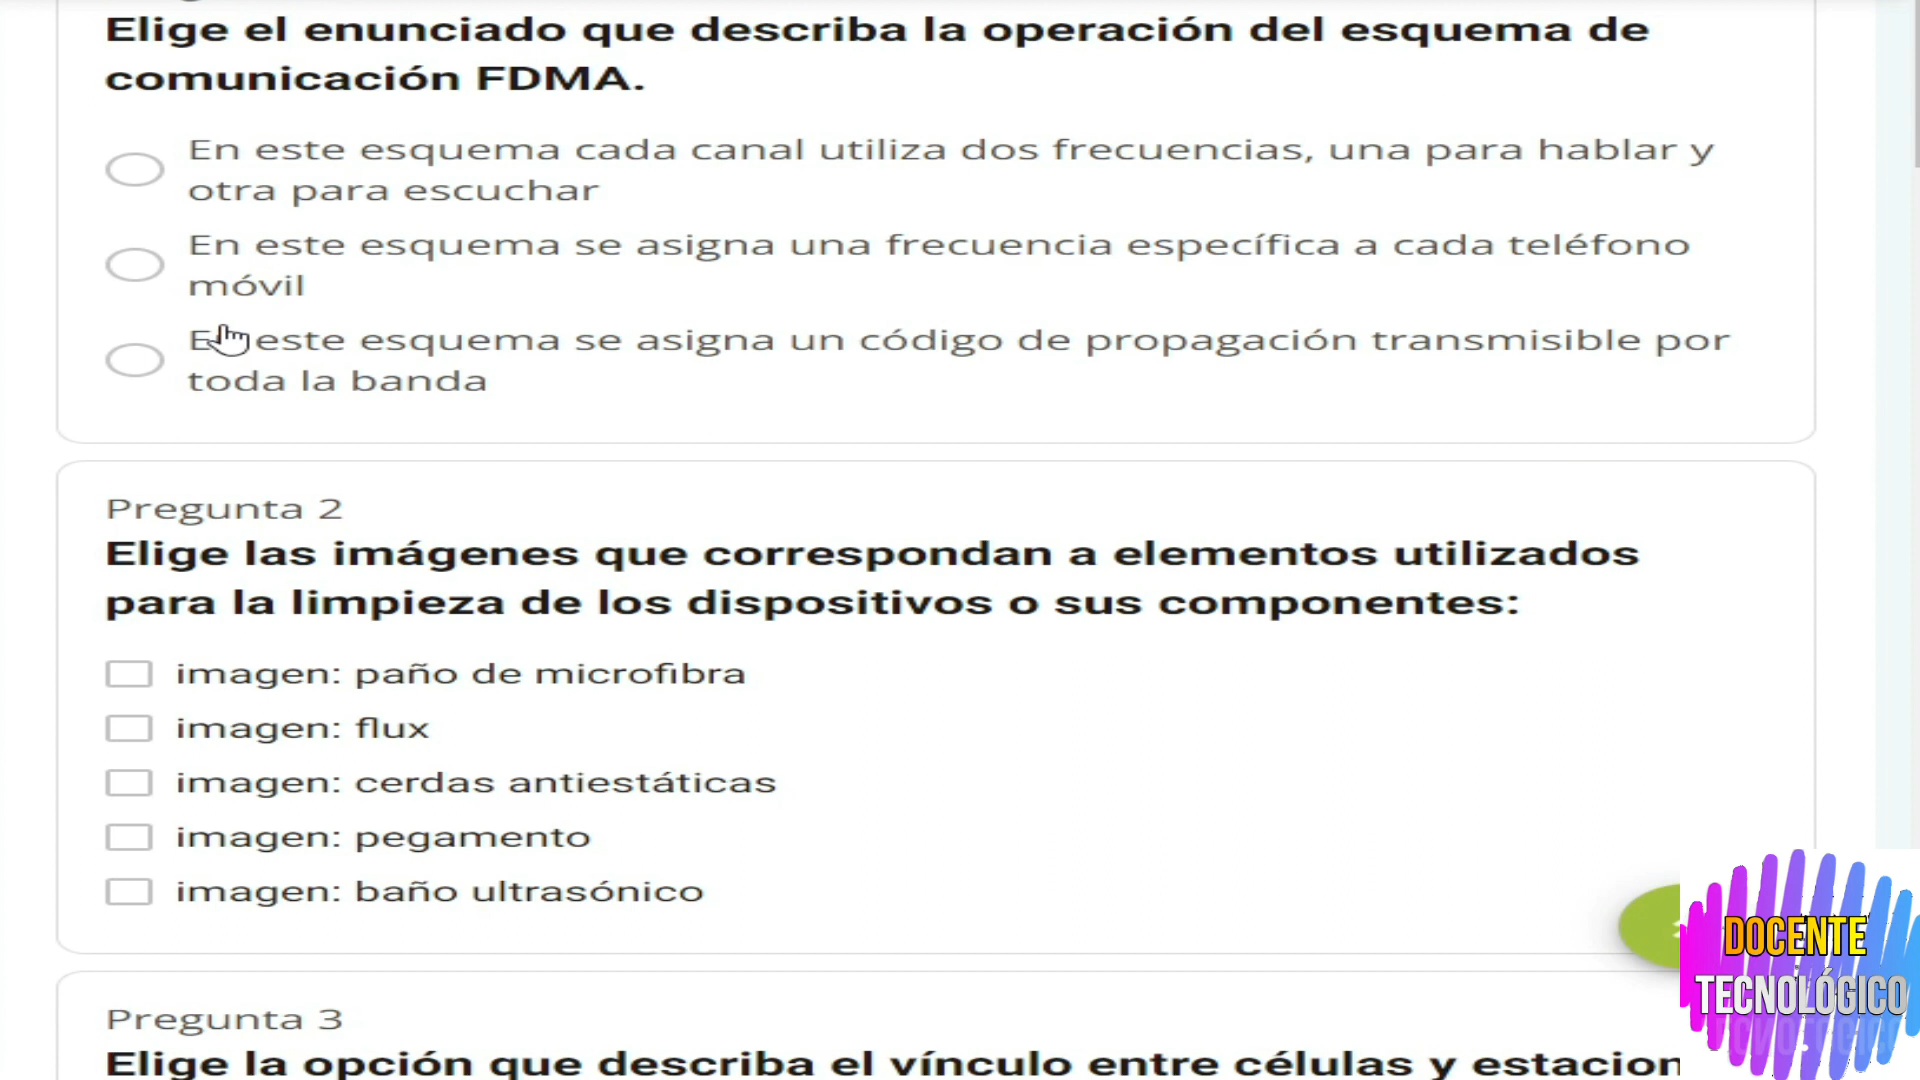 Elige el enunciado que describa la operación del esquema de
comunicación FDMA.
En este esquema cada canal utiliza dos frecuencias, una para hablar y
otra para escuchar
En este esquema se asigna una frecuencia específica a cada teléfono
móvil
En este esquema se asigna un código de propagación transmisible por
toda la banda
Pregunta 2
Elige las imágenes que correspondan a elementos utilizados
para la limpieza de los dispositivos o sus componentes:
imagen: paño de microfibra
imagen: flux
imagen: cerdas antiestáticas
imagen: pegamento
imagen: baño ultrasónico
Pregunta 3
Elige la opción que describa el vínculo entre células y estacion
DOCENTE
TECNOLÓGICO